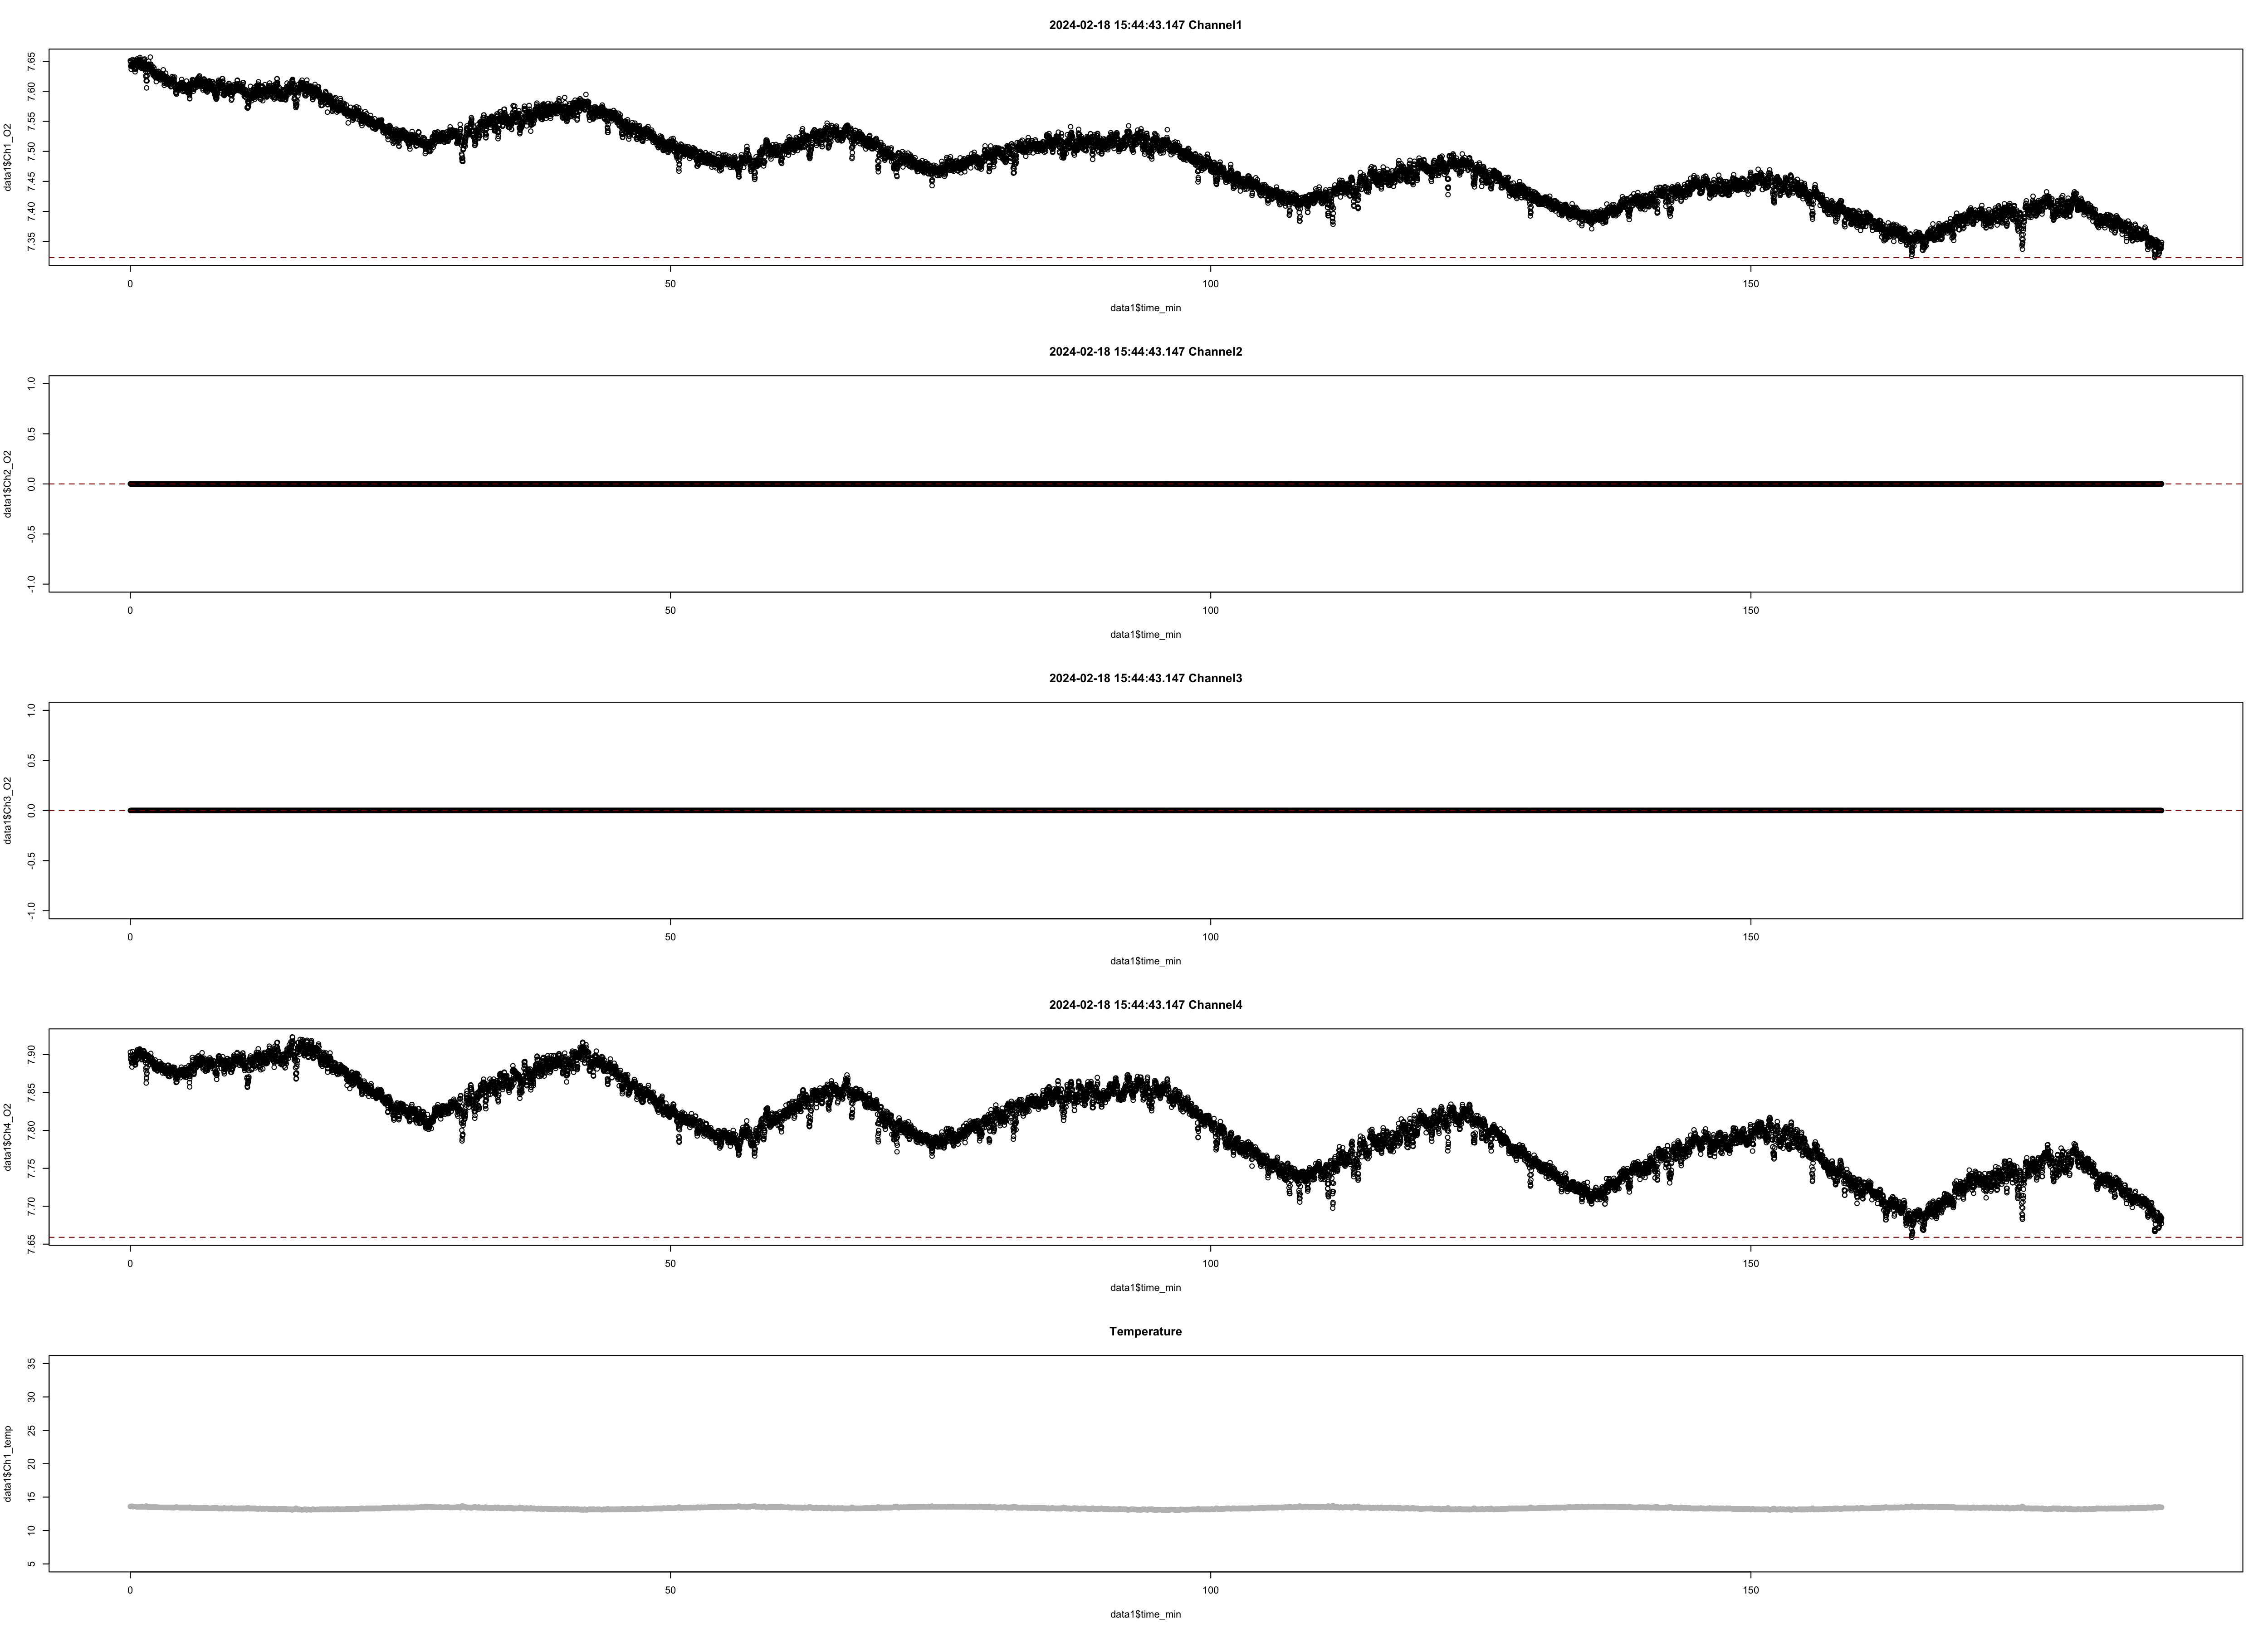 2024-02-18 15:44:43.147 Channel1
data1$Ch1_O2
7.65
7.60
7.55
7.50
7.45
7.40
7.35
0 50 100 150
data1$time_min
2024-02-18 15:44:43.147 Channel2
data1$Ch2_O2
1.0
0.5
0.0
-0.5
-1.0
0 50 100 150
data1$time_min
2024-02-18 15:44:43.147 Channel3
data1$Ch3_O2
1.0
0.5
0.0
-0.5
-1.0
0 50 100 150
data1$time_min
2024-02-18 15:44:43.147 Channel4
data1$Ch4_O2
7.90
7.85
7.80
7.75
7.70
7.65
0 50 100 150
data1$time_min
Temperature
data1$Ch1_temp
35
30
25
20
15
10
5
0 50 100 150
data1$time_min